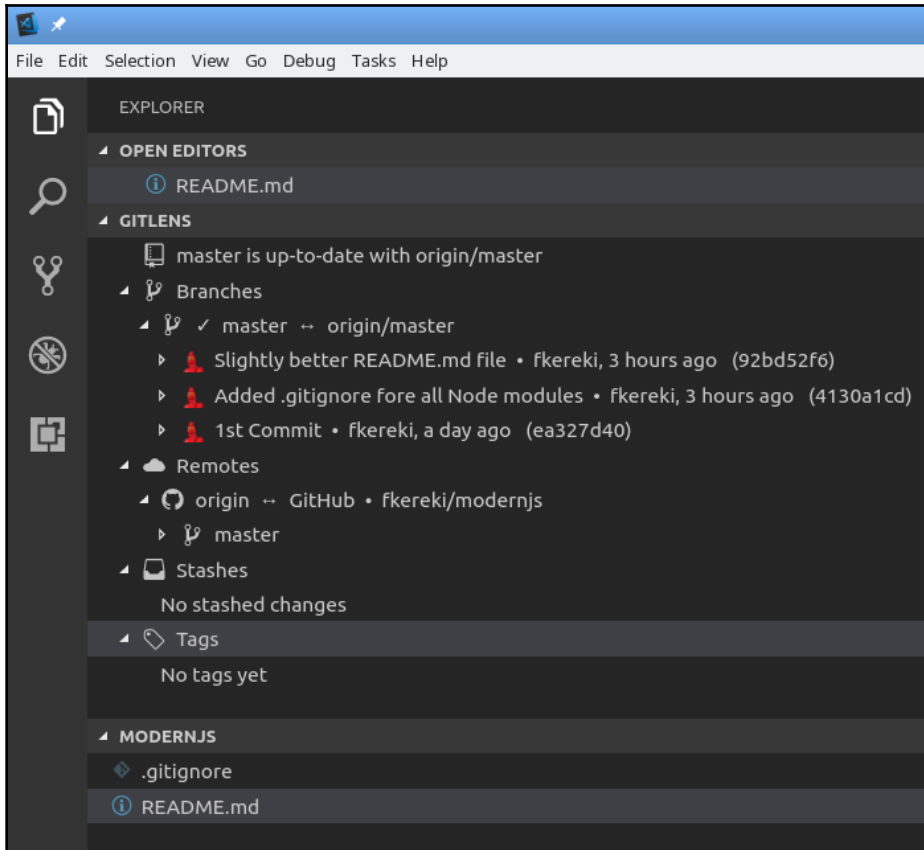 File Edit Selection View Go Debug Tasks Help
EXPLORER
OPEN EDITORS
README.md
GITLENS
master is up-to-date with origin/master
Branches
✓ master ↔ origin/master
Slightly better README.md file • fkereki, 3 hours ago (92bd52f6)
Added .gitignore fore all Node modules • fkereki, 3 hours ago (4130a1cd)
1st Commit • fkereki, a day ago (ea327d40)
Remotes
origin ↔ GitHub • fkereki/modernjs
master
Stashes
No stashed changes
Tags
No tags yet
MODERNJS
.gitignore
README.md